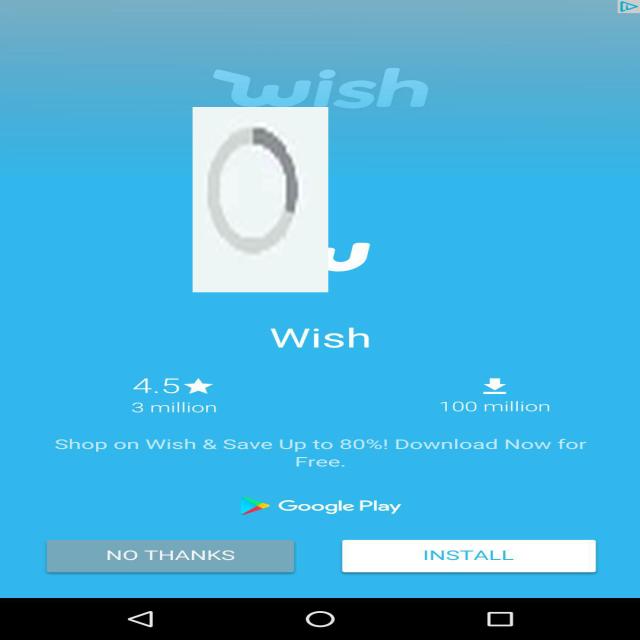 wish
Wish
4.5
3 million
100 million
Shop on Wish & Save Up to 80%! Download Now for
Free.
Google Play
NO THANKS
INSTALL